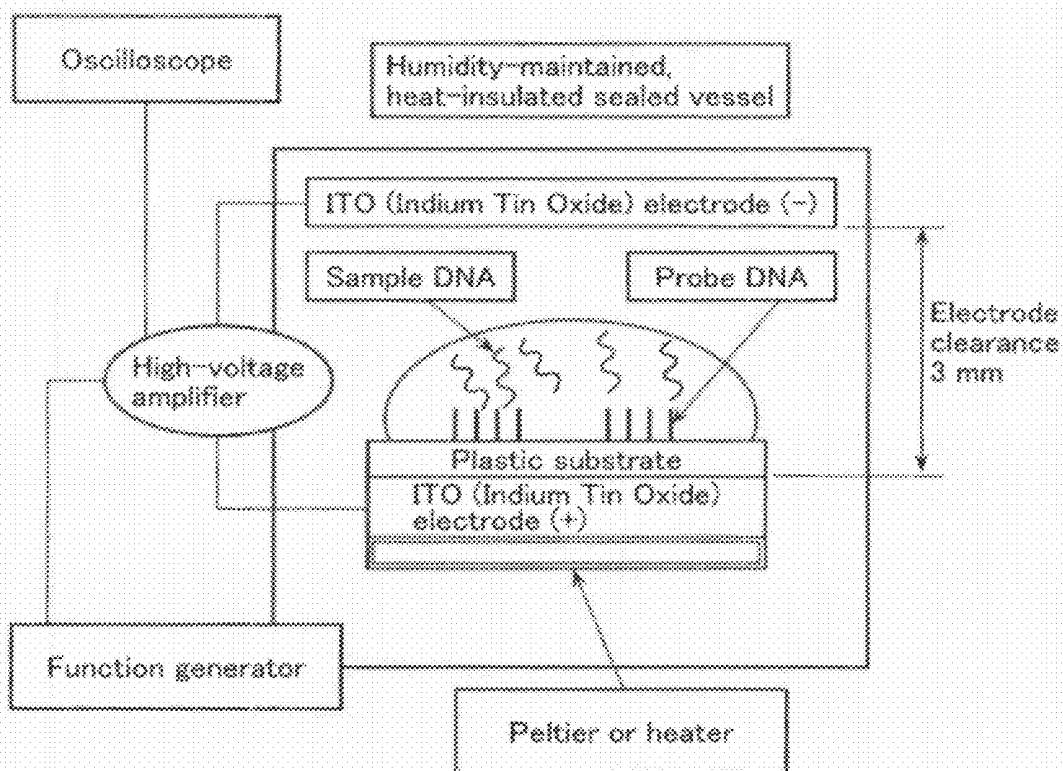 Oscilloscope
Humidity-maintained,
heat-insulated sealed vessel
ITO (Indium Tin Oxide) electrode (-)
Sample DNA
Probe DNA
Electrode
clearance
3 mm
High-voltage
amplifier
Plastic substrate
ITO (Indium Tin Oxide)
electrode (+)
Function generator
Peltier or heater